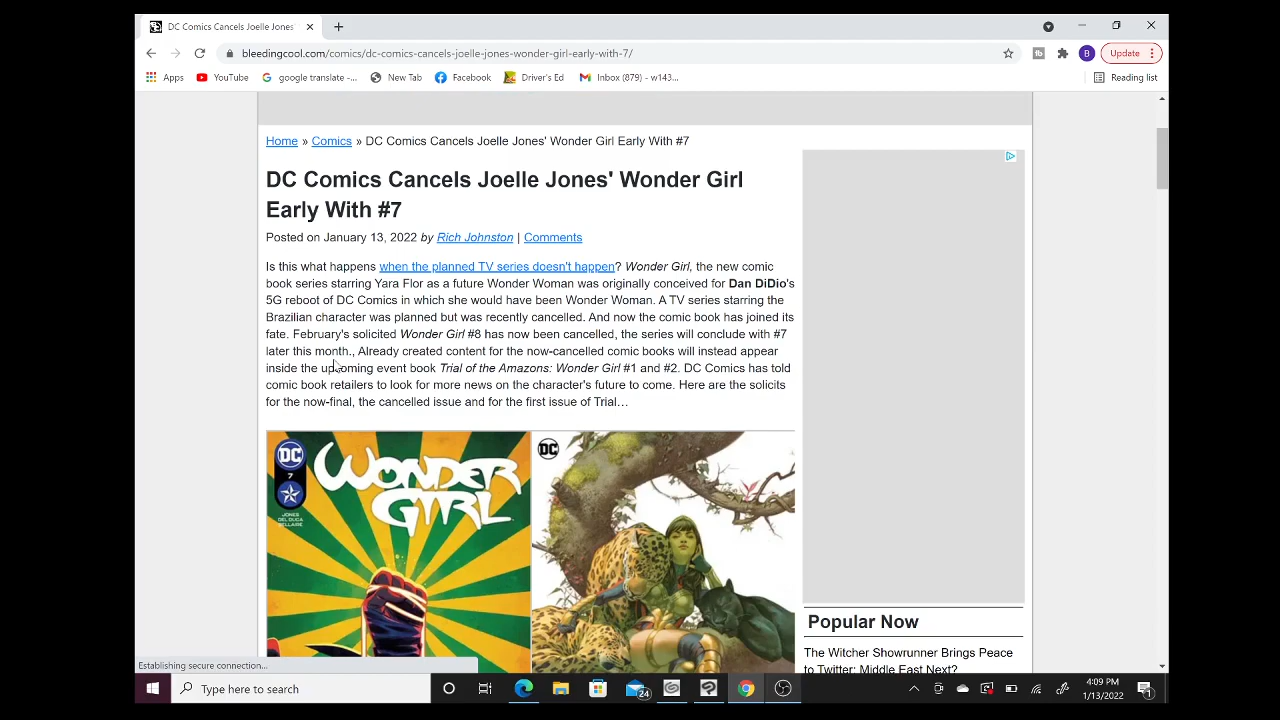 DC Comics Cancels Joelle Jones'
bleedingcool.com/comics/dc-comics-cancels-joelle-jones-wonder-girl-early-with-7/
B
Update
Apps
YouTube
google translate -...
New Tab
Facebook
Driver's Ed
Inbox (879) - w143...
Reading list
Home » Comics » DC Comics Cancels Joelle Jones' Wonder Girl Early With #7
DC Comics Cancels Joelle Jones' Wonder Girl
Early With #7
Posted on January 13, 2022 by Rich Johnston | Comments
Is this what happens when the planned TV series doesn't happen? Wonder Girl, the new comic
book series starring Yara Flor as a future Wonder Woman was originally conceived for Dan DiDio's
5G reboot of DC Comics in which she would have been Wonder Woman. A TV series starring the
Brazilian character was planned but was recently cancelled. And now the comic book has joined its
fate. February's solicited Wonder Girl #8 has now been cancelled, the series will conclude with #7
later this month., Already created content for the now-cancelled comic books will instead appear
inside the upcoming event book Trial of the Amazons: Wonder Girl #1 and #2. DC Comics has told
comic book retailers to look for more news on the character's future to come. Here are the solicits
for the now-final, the cancelled issue and for the first issue of Trial…
DC
7
JONES
DEL DUCA
BELLAIRE
WONDER
GIRL
DC
Popular Now
The Witcher Showrunner Brings Peace
to Twitter: Middle East Next?
Establishing secure connection...
Type here to search
24
4:09 PM
1/13/2022
1